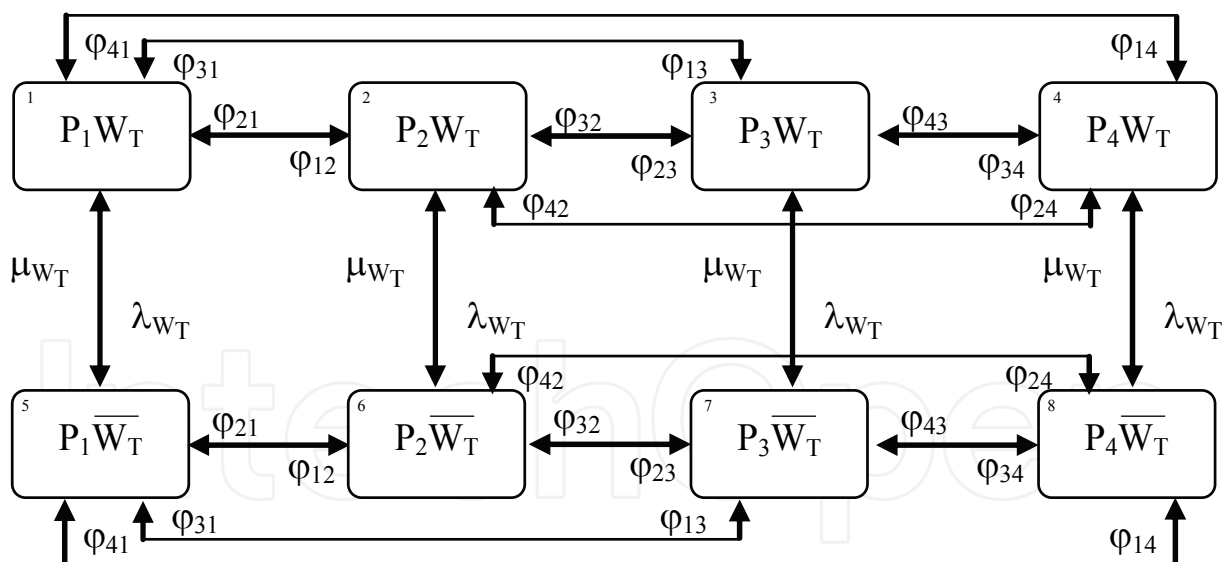 φ41 φ14
φ31 φ13
1 2 3 4
P1WT P2WT P3WT P4WT
φ21 φ32 φ43
φ12 φ23 φ34
φ42 φ24
μWT μWT μWT μWT
λWT λWT λWT λWT
φ42 φ24
5 6 7 8
P1W̅T̅ P2W̅T̅ P3W̅T̅ P4W̅T̅
φ21 φ32 φ43
φ12 φ23 φ34
φ31 φ13
φ41 φ14
IntechOpen